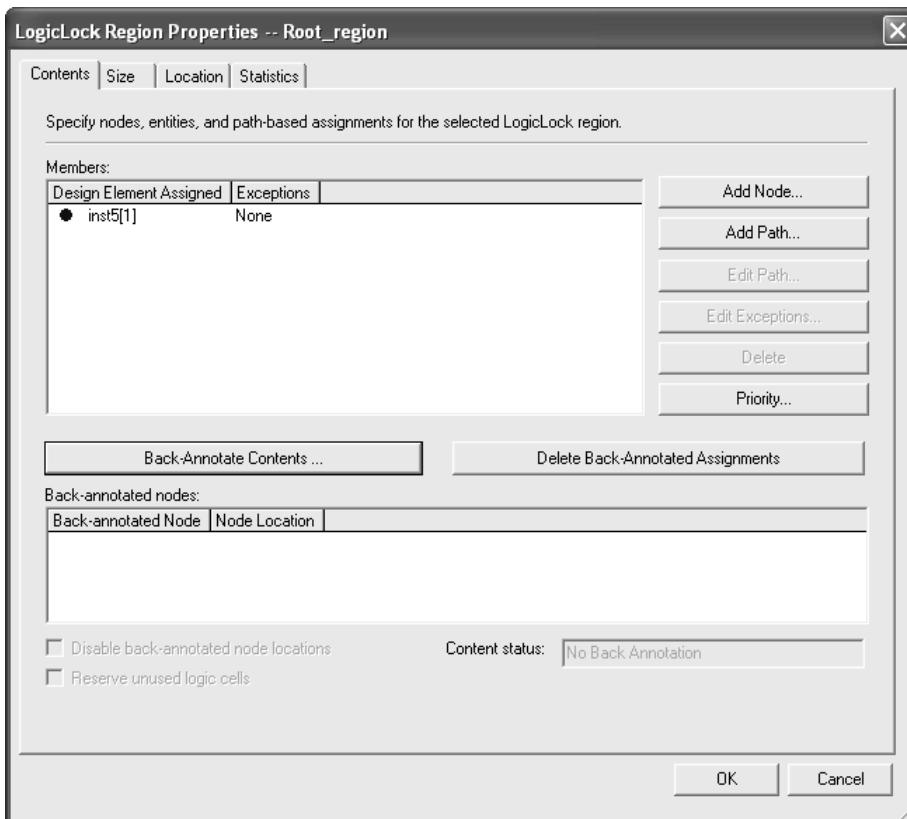 LogicLock Region Properties -- Root_region
Contents Size Location Statistics
Specify nodes, entities, and path-based assignments for the selected LogicLock region.
Members:
Design Element Assigned Exceptions
inst5[1] None
Add Node...
Add Path...
Edit Path...
Edit Exceptions...
Delete
Priority...
Back-Annotate Contents ... Delete Back-Annotated Assignments
Back-annotated nodes:
Back-annotated Node Node Location
Disable back-annotated node locations Content status: No Back Annotation
Reserve unused logic cells
OK Cancel